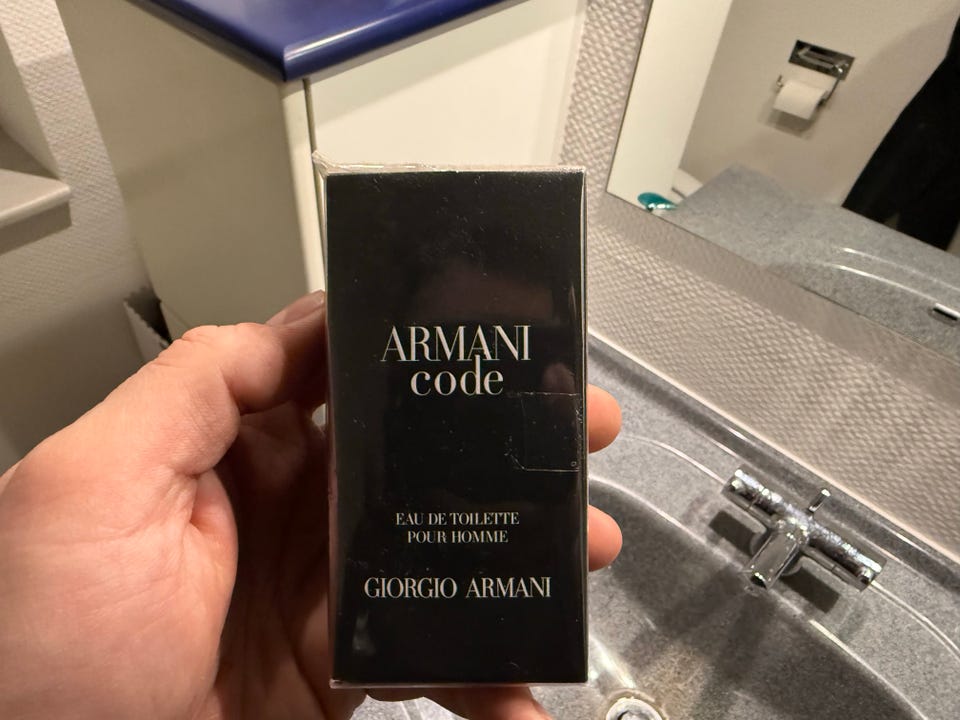 ARMANI
code
EAU DE TOILETTE
POUR HOMME
GIORGIO ARMANI